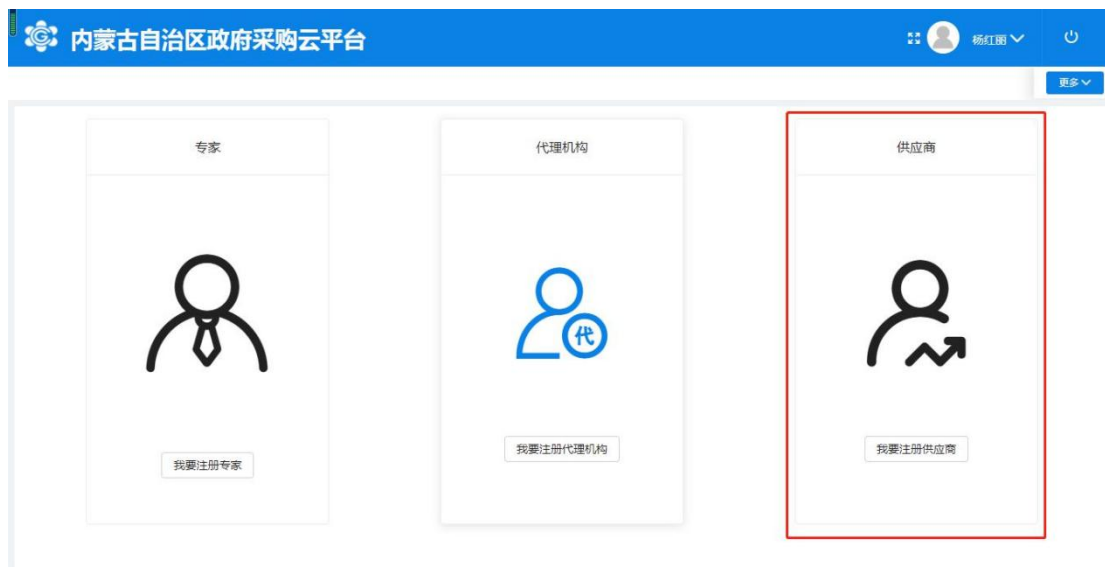 内蒙古自治区政府采购云平台
杨红丽
更多
专家
代理机构
供应商
代
我要注册专家
我要注册代理机构
我要注册供应商